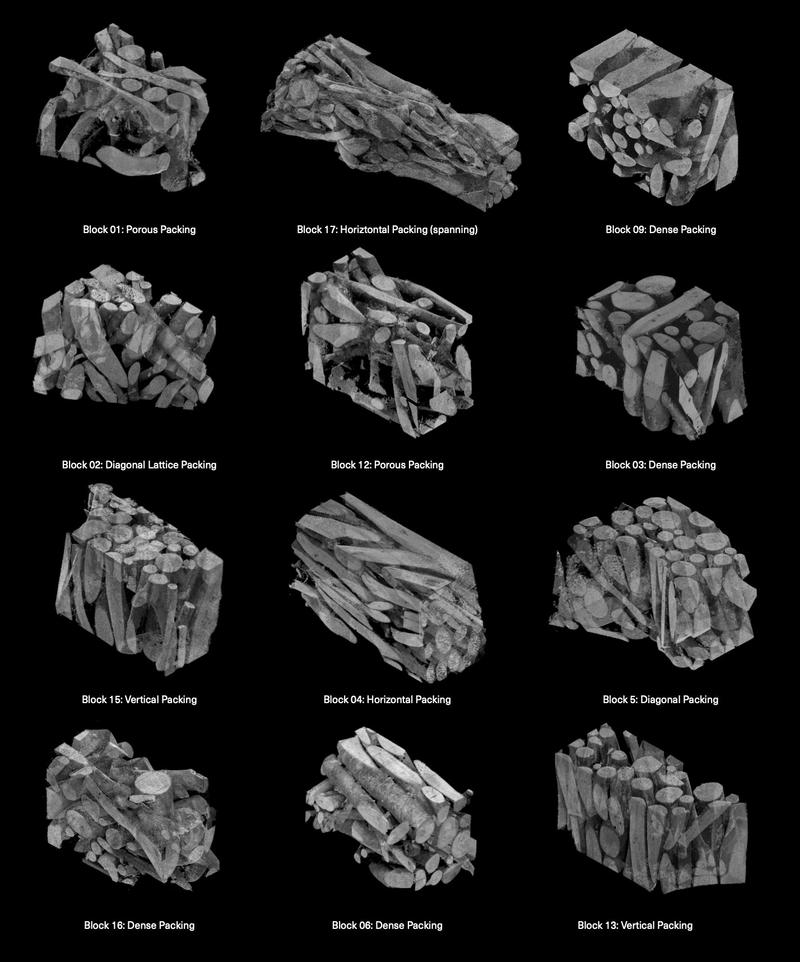 Block 01: Porous Packing
Block 17: Horiztontal Packing (spanning)
Block 09: Dense Packing
Block 02: Diagonal Lattice Packing
Block 12: Porous Packing
Block 03: Dense Packing
Block 15: Vertical Packing
Block 04: Horizontal Packing
Block 5: Diagonal Packing
Block 16: Dense Packing
Block 06: Dense Packing
Block 13: Vertical Packing